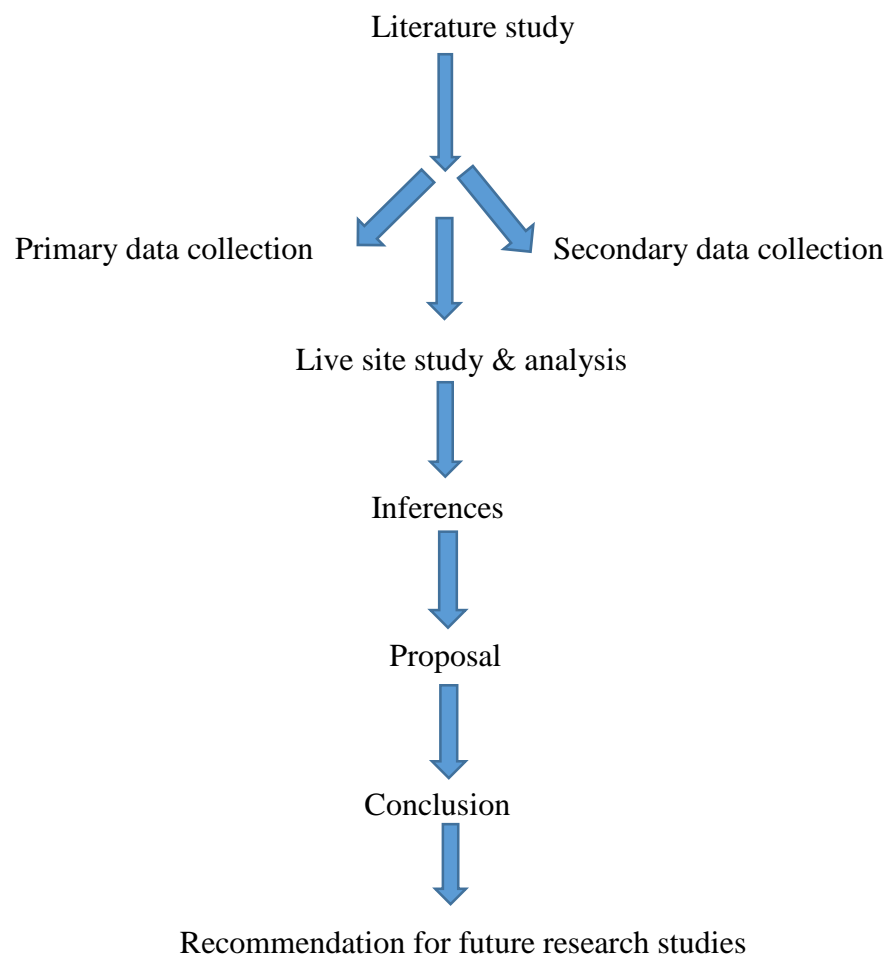 Literature study
Primary data collection
Secondary data collection
Live site study & analysis
Inferences
Proposal
Conclusion
Recommendation for future research studies